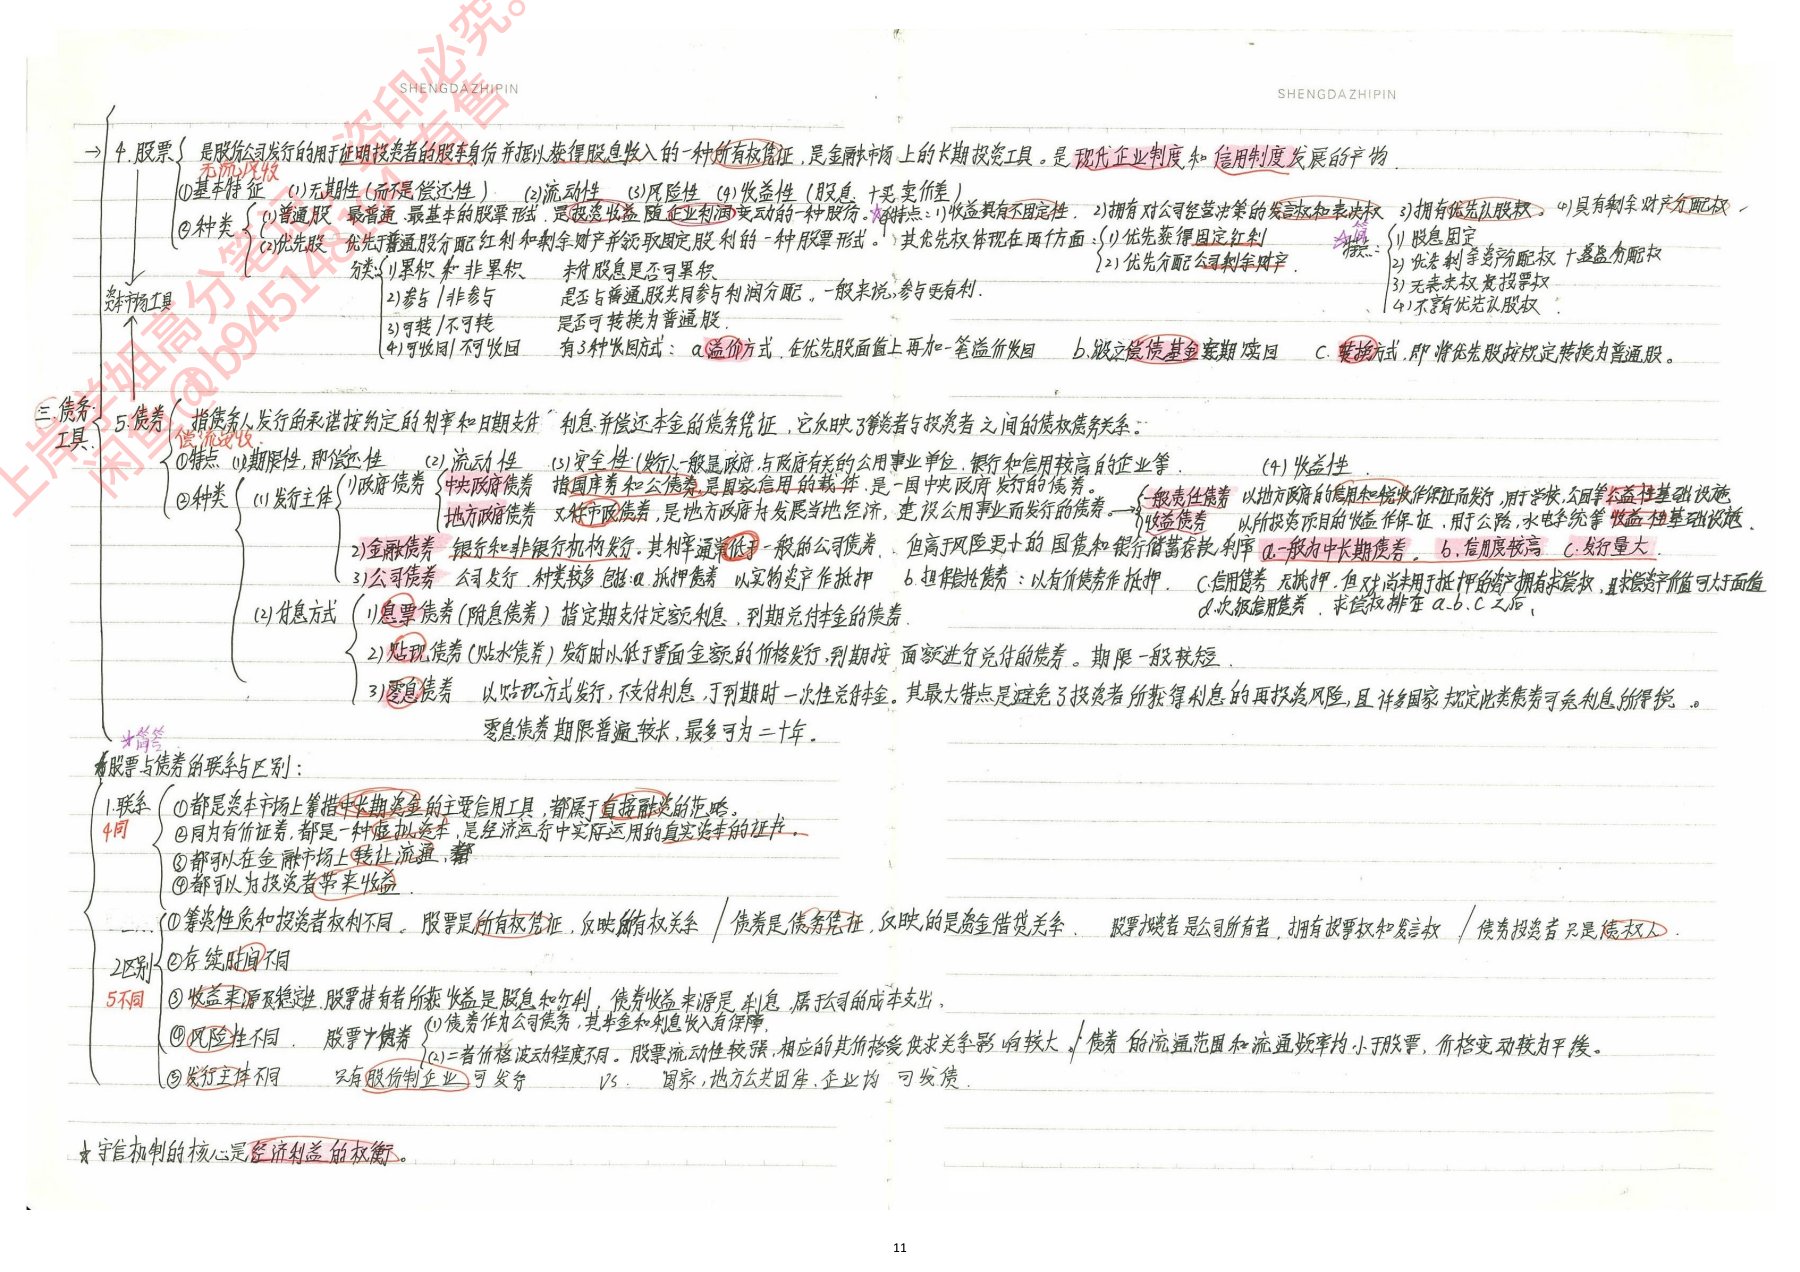 SHENGDAZHIPIN
SHENGDAZHIPIN
上岸学姐高分笔记，盗印必究。
闲鱼@b94514816有售
→ 4.股票 是股份公司发行的用于证明投资者的股东身份并据以获得股息收入的一种所有权凭证，是金融市场上的长期投资工具。是现代企业制度和信用制度发展的产物.
无流风收
①基本特征 (1)无期性(而不是偿还性) (2)流动性 (3)风险性 (4)收益性(股息、十买卖价差)
②种类 (1)普通股 最普通.最基本的股票形式.是投资收益随企业利润变动的一种股份。 特点：1)收益具有不固定性. 2)拥有对公司经营决策的发言权和表决权 3)拥有优先认股权。4)具有剩余财产分配权
(2)优先股 优先于普通股分配红利和剩余财产并领取固定股利的一种股票形式。 其优先权体现在两个方面： (1)优先获得固定红利 简答 特点： 1)股息固定
(2)优先分配公司剩余财产. 2)优先剩余资产分配权 十盈益分配权
分类 1)累积和非累积 未付股息是否可累积
3)无表决权、投票权
2)参与/非参与 是否与普通股共同参与利润分配。一般来说，参与更有利.
4)不享有优先认股权.
资本市场工具
3)可转/不可转 是否可转换为普通股.
4)可收回/不可收回 有3种收回方式： a.溢价方式.在优先股面值上再加一笔溢价收回 b.设立偿债基金定期赎回 c.转换方式，即将优先股按规定转换为普通股。
三.债务工具
5.债券 指债务人发行的承诺按约定的利率和日期支付利息并偿还本金的债务凭证，它反映了筹资者与投资者之间的债权债务关系。
偿流安收
①特点 (1)期限性，即偿还性 (2)流动性 (3)安全性(发行人一般是政府.与政府有关的公用事业单位.银行和信用较高的企业等. (4)收益性.
②种类 (1)发行主体 1)政府债券 中央政府债券 指国库券和公债券，是国家信用的载体.是一国中央政府发行的债券。
地方政府债券 又称市政债券，是地方政府为发展当地经济，建设公用事业而发行的债券。→ 一般责任债券 以地方政府的信用和税收作保证而发行，用于学校，公园等公益性基础设施
收益债券 以所投资项目的收益作保证.用于公路.水电系统等收益性基础设施.
2)金融债券 银行和非银行机构发行.其利率通常低于一般的公司债券、但高于风险更小的国债和银行储蓄存款利率 a.一般为中长期债券。 b.信用度较高 c.发行量大
3)公司债券 公司发行.种类较多包括：a.抵押债券 以实物资产作抵押 b.担保信托债券：以有价债券作抵押. c.信用债券 无抵押.但对尚未用于抵押的资产拥有求偿权，且求偿资产价值可大于面值
d.次级信用债券.求偿权排在a.b.c之后、
(2)付息方式 1)息票债券(附息债券)指定期支付定额利息、到期兑付本金的债券.
2)贴现债券(贴水债券)发行时以低于票面金额的价格发行，到期按面额进行兑付的债券。期限一般较短.
3)零息债券 以贴现方式发行，不支付利息，于到期时一次性兑付本金。其最大特点是避免了投资者所获得利息的再投资风险，且许多国家规定此类债券可免利息所得税。
零息债券期限普遍较长，最多可为二十年。
☆简答
★股票与债券的联系与区别：
1.联系 ①都是资本市场上筹措中长期资金的主要信用工具，都属于直接融资的范畴。
4同 ②同为有价证券，都是一种虚拟资本，是经济运行中实际运用的真实资本的证书。
③都可以在金融市场上转让流通，
④都可以为投资者带来收益.
2区别 ①筹资性质和投资者权利不同。股票是所有权凭证，反映所有权关系/债券是债务凭证，反映的是资金借贷关系、 股票投资者是公司所有者，拥有投票权和发言权/债券投资者只是债权人.
②存续时间不同
5不同 ③收益来源及稳定性.股票持有者所获收益是股息和红利，债券收益来源是利息、属于公司的成本支出、
④风险性不同. 股票＞债券 (1)债券作为公司债务，其本金和利息收入有保障.
(2)二者价格波动程度不同。股票流动性较强，相应的其价格受供求关系影响较大。/债券的流通范围和流通频率均小于股票，价格变动较为平缓。
⑤发行主体不同 只有股份制企业可发行 VS. 国家，地方公共团体、企业均可发债.
★守信机制的核心是经济利益的权衡。
11